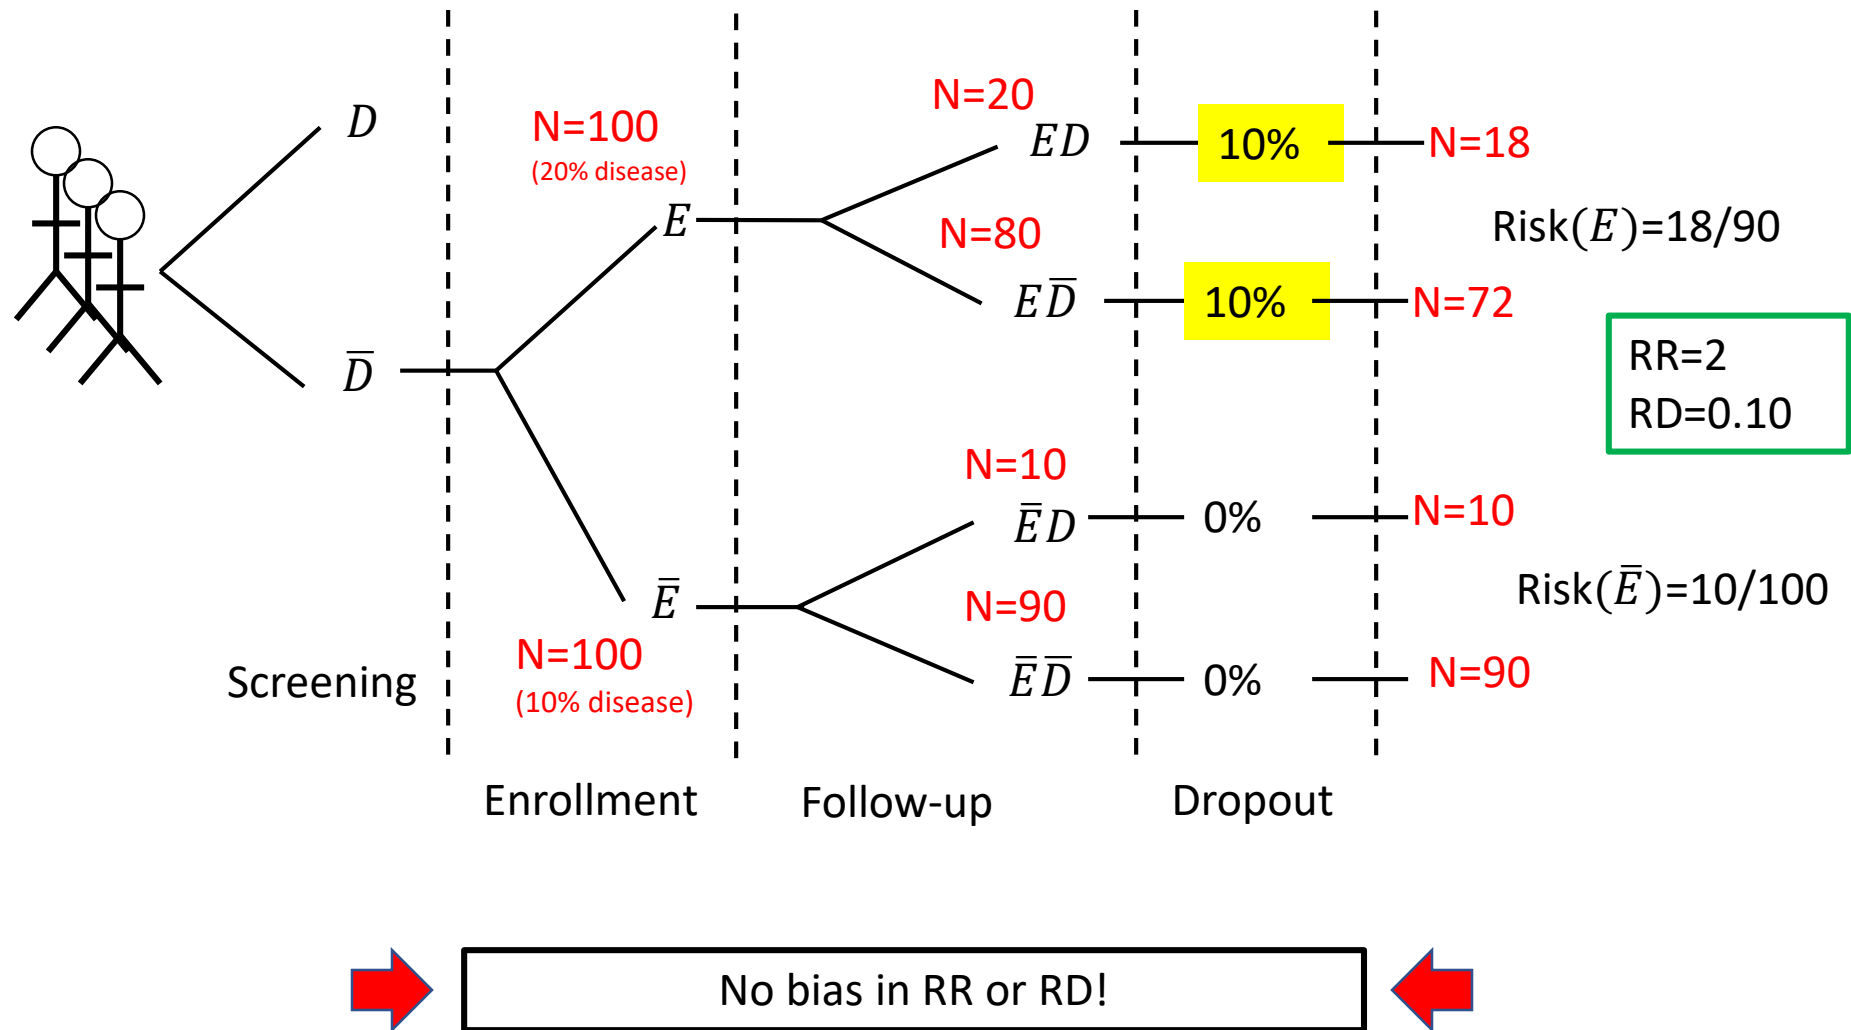 D
D̅
Screening
N=100
(20% disease)
E
E̅
N=100
(10% disease)
Enrollment
N=20
ED
N=80
ED̅
N=10
E̅D
N=90
E̅D̅
Follow-up
10%
10%
0%
0%
Dropout
N=18
Risk(E)=18/90
N=72
RR=2
RD=0.10
N=10
Risk(E̅)=10/100
N=90
No bias in RR or RD!